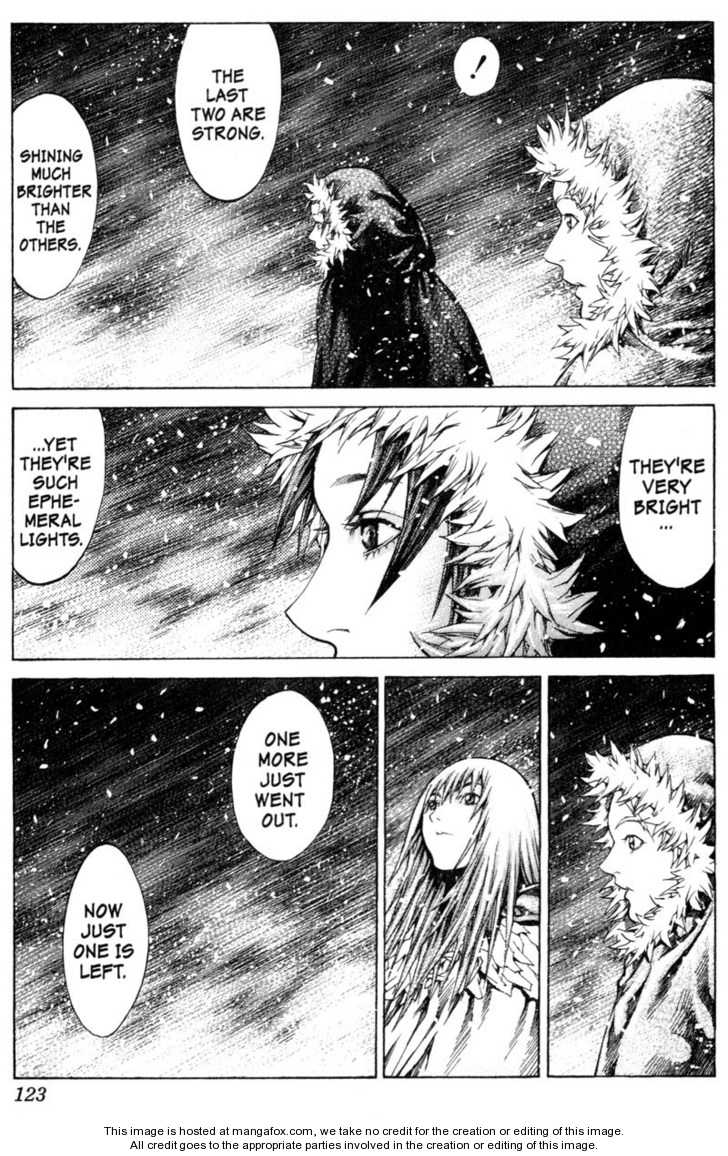 !
THE
LAST
TWO ARE
STRONG.
SHINING
MUCH
BRIGHTER
THAN
THE
OTHERS.
THEY'RE
VERY
BRIGHT
...
...YET
THEY'RE
SUCH
EPHE-
MERAL
LIGHTS.
ONE
MORE
JUST
WENT
OUT.
NOW
JUST
ONE IS
LEFT.
123
This image is hosted at mangafox.com, we take no credit for the creation or editing of this image.
All credit goes to the appropriate parties involved in the creation or editing of this image.